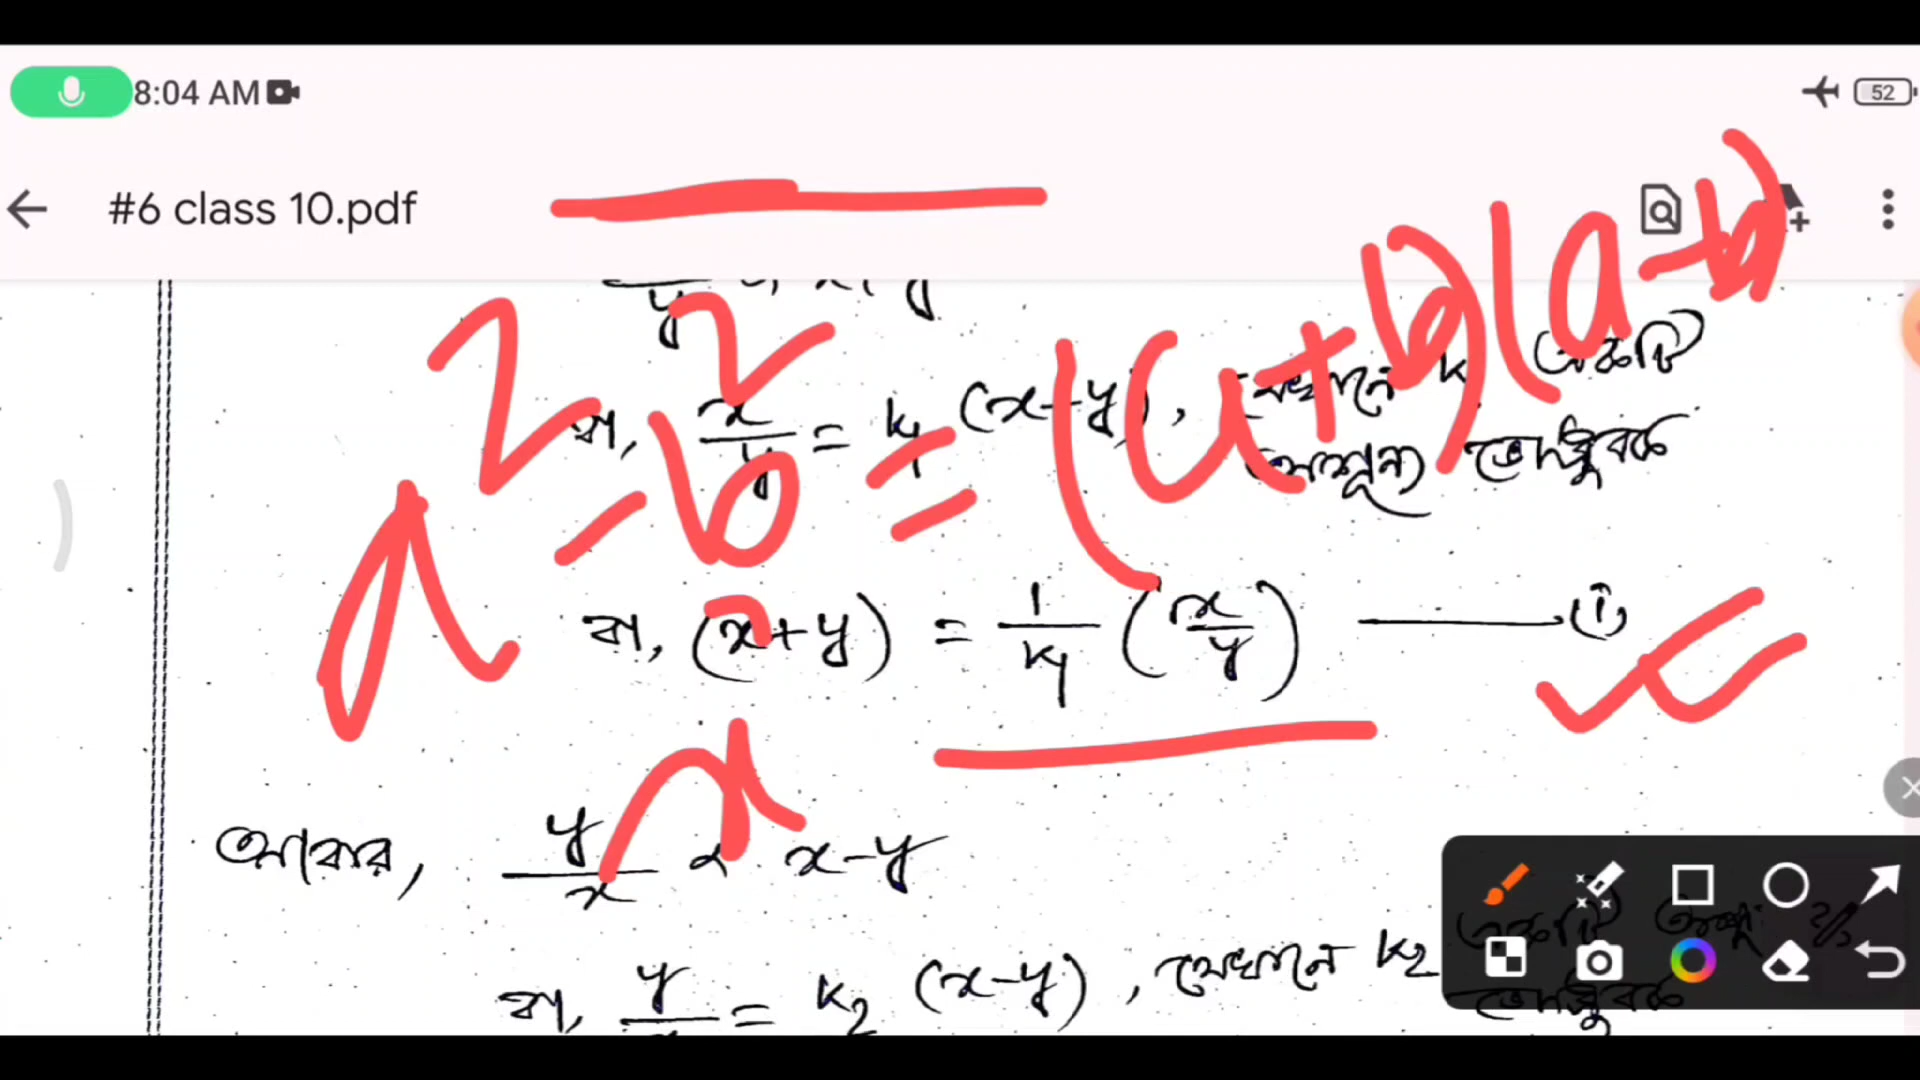 8:04 AM
52
#6 class 10.pdf
a² - b² = (a+b)(a-b)
বা, x/y = k₁ (x+y), যেখানে k₁ একটি
অশূন্য ভেদধ্রুবক
বা, (x+y) = 1/k₁ (x/y) ——— (i)
আবার, y/x ∝ x-y
বা, y/x = k₂ (x-y), যেখানে k₂ একটি
ভেদধ্রুবক